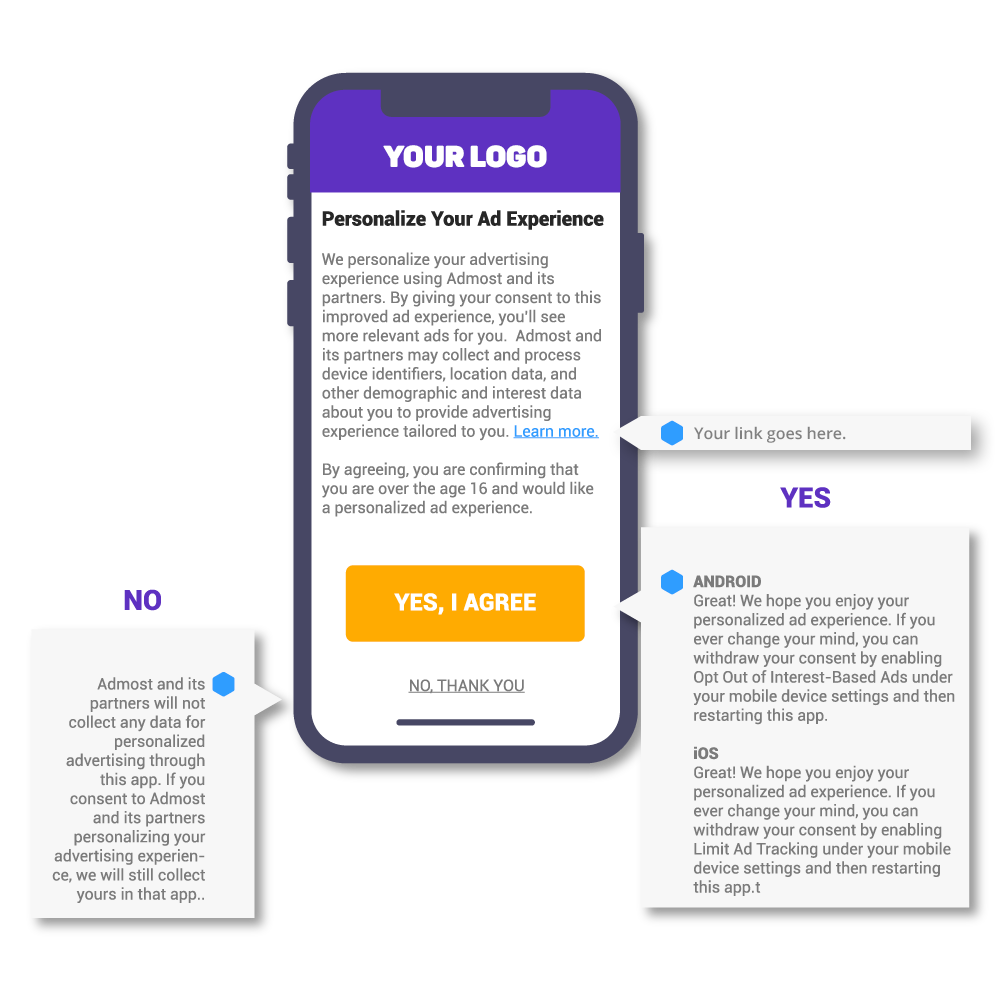 YOUR LOGO
Personalize Your Ad Experience
We personalize your advertising
experience using Admost and its
partners. By giving your consent to this
improved ad experience, you'll see
more relevant ads for you.  Admost and
its partners may collect and process
device identifiers, location data, and
other demographic and interest data
about you to provide advertising
experience tailored to you. Learn more.
By agreeing, you are confirming that
you are over the age 16 and would like
a personalized ad experience.
YES, I AGREE
NO, THANK YOU
Your link goes here.
YES
ANDROID
Great! We hope you enjoy your
personalized ad experience. If you
ever change your mind, you can
withdraw your consent by enabling
Opt Out of Interest-Based Ads under
your mobile device settings and then
restarting this app.
iOS
Great! We hope you enjoy your
personalized ad experience. If you
ever change your mind, you can
withdraw your consent by enabling
Limit Ad Tracking under your mobile
device settings and then restarting
this app.t
NO
Admost and its
partners will not
collect any data for
personalized
advertising through
this app. If you
consent to Admost
and its partners
personalizing your
advertising experien-
ce, we will still collect
yours in that app..